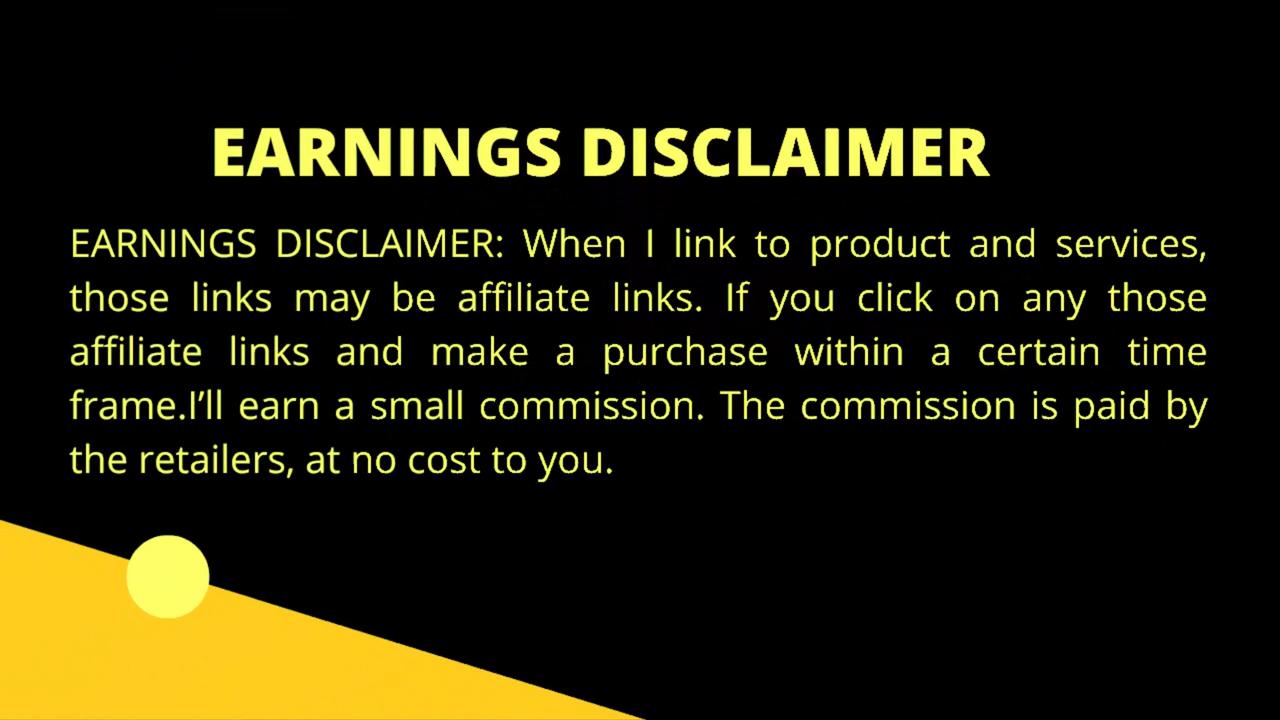 EARNINGS DISCLAIMER
EARNINGS DISCLAIMER: When I link to product and services,
those links may be affiliate links. If you click on any those
affiliate links and make a purchase within a certain time
frame.I’ll earn a small commission. The commission is paid by
the retailers, at no cost to you.